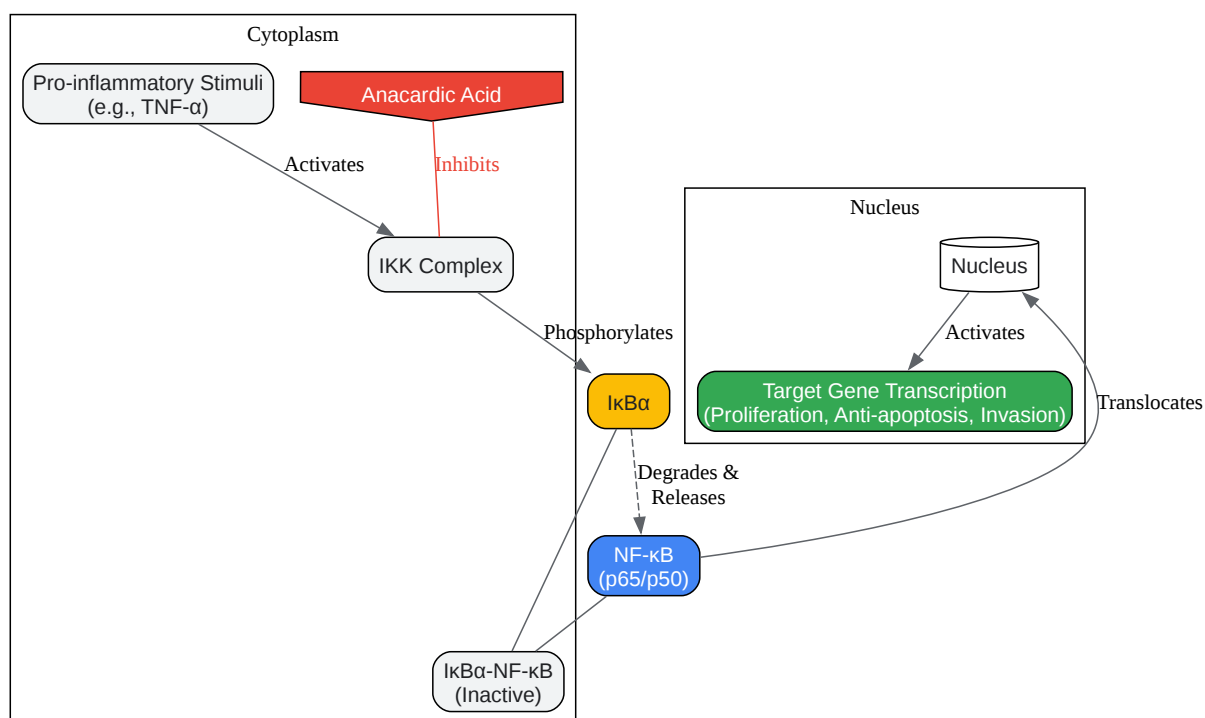 Cytoplasm
Pro-inflammatory Stimuli
(e.g., TNF-α)
Anacardic Acid
Activates
Inhibits
IKK Complex
Phosphorylates
IκBα
Degrades &
Releases
NF-κB
(p65/p50)
IκBα-NF-κB
(Inactive)
Nucleus
Nucleus
Activates
Target Gene Transcription
(Proliferation, Anti-apoptosis, Invasion)
Translocates